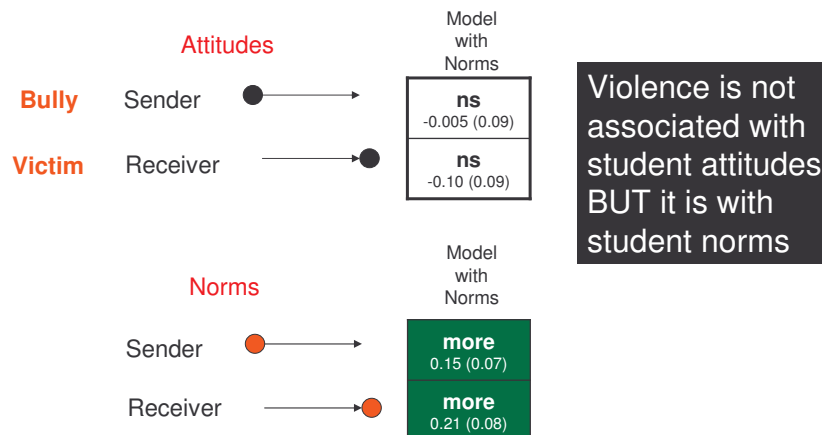 Model
with
Norms
Attitudes
Bully Sender
ns
-0.005 (0.09)
Victim Receiver
ns
-0.10 (0.09)
Violence is not
associated with
student attitudes
BUT it is with
student norms
Model
with
Norms
Norms
Sender
more
0.15 (0.07)
Receiver
more
0.21 (0.08)